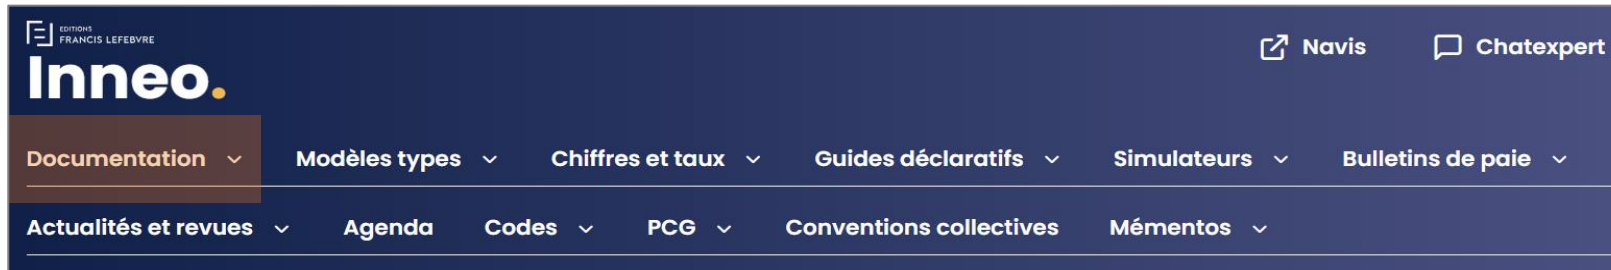 EDITIONS
FRANCIS LEFEBVRE
Inneo.
Navis Chatexpert
Documentation Modèles types Chiffres et taux Guides déclaratifs Simulateurs Bulletins de paie
Actualités et revues Agenda Codes PCG Conventions collectives Mémentos